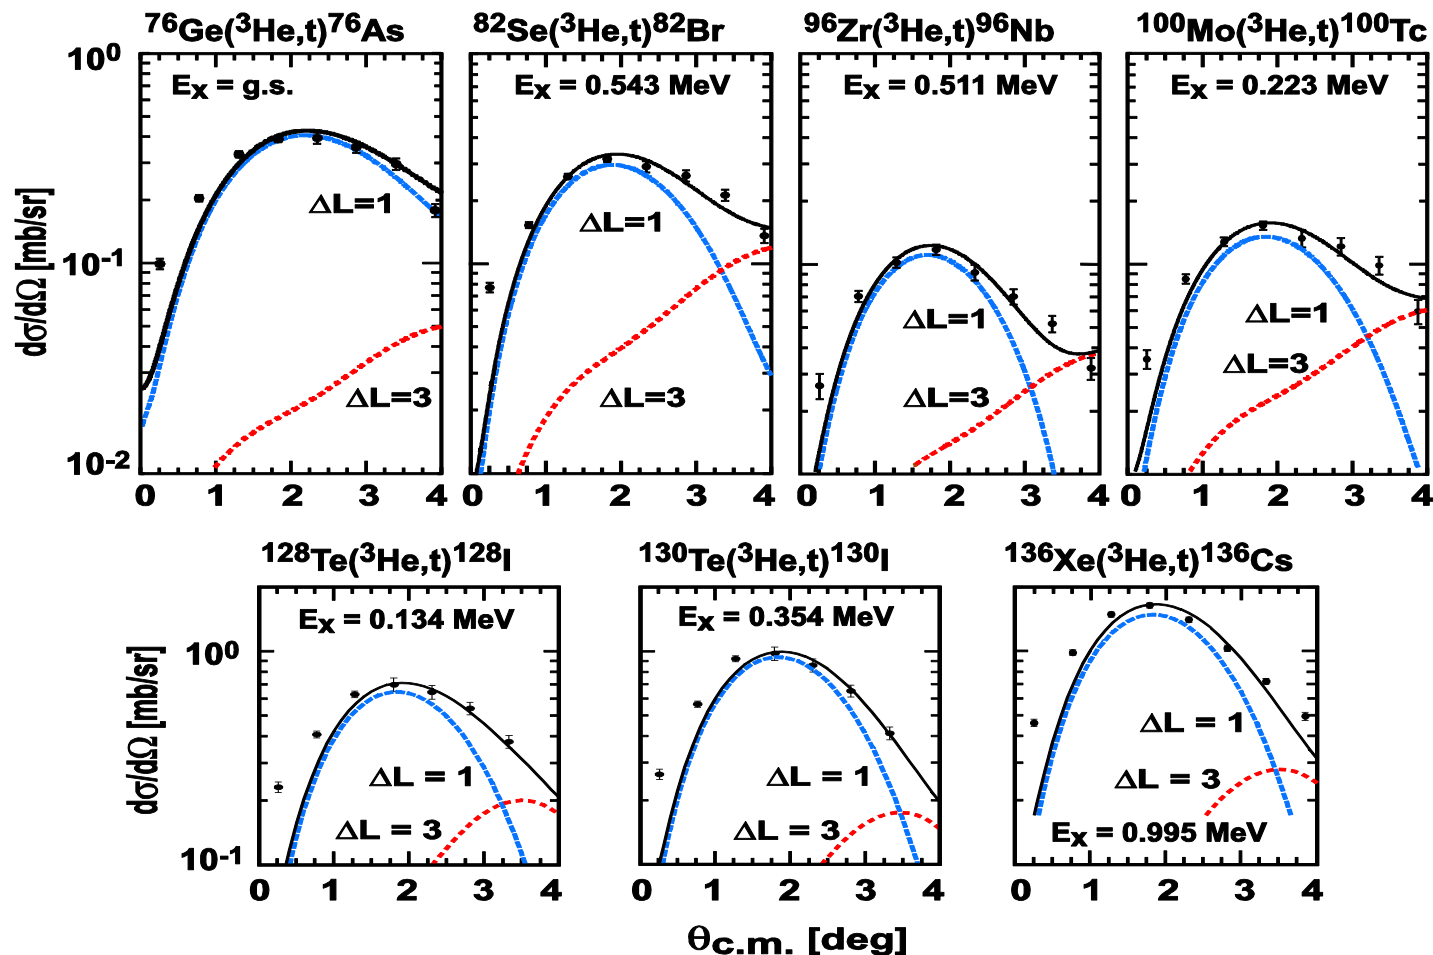 ⁷⁶Ge(³He,t)⁷⁶As
⁸²Se(³He,t)⁸²Br
⁹⁶Zr(³He,t)⁹⁶Nb
¹⁰⁰Mo(³He,t)¹⁰⁰Tc
10⁰
Eₓ = g.s.
Eₓ = 0.543 MeV
Eₓ = 0.511 MeV
Eₓ = 0.223 MeV
dσ/dΩ [mb/sr]
ΔL=1
ΔL=1
ΔL=1
ΔL=1
10⁻¹
ΔL=3
ΔL=3
ΔL=3
ΔL=3
10⁻²
0 1 2 3 4
0 1 2 3 4
0 1 2 3 4
0 1 2 3 4
¹²⁸Te(³He,t)¹²⁸I
¹³⁰Te(³He,t)¹³⁰I
¹³⁶Xe(³He,t)¹³⁶Cs
Eₓ = 0.134 MeV
Eₓ = 0.354 MeV
10⁰
dσ/dΩ [mb/sr]
ΔL = 1
ΔL = 1
ΔL = 1
ΔL = 3
ΔL = 3
ΔL = 3
Eₓ = 0.995 MeV
10⁻¹
0 1 2 3 4
0 1 2 3 4
0 1 2 3 4
θc.m. [deg]